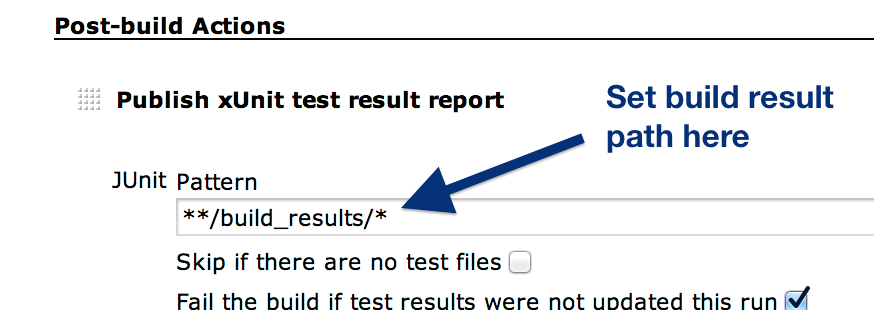 Post-build Actions
Publish xUnit test result report
Set build result
path here
JUnit Pattern
**/build_results/*
Skip if there are no test files
Fail the build if test results were not updated this run